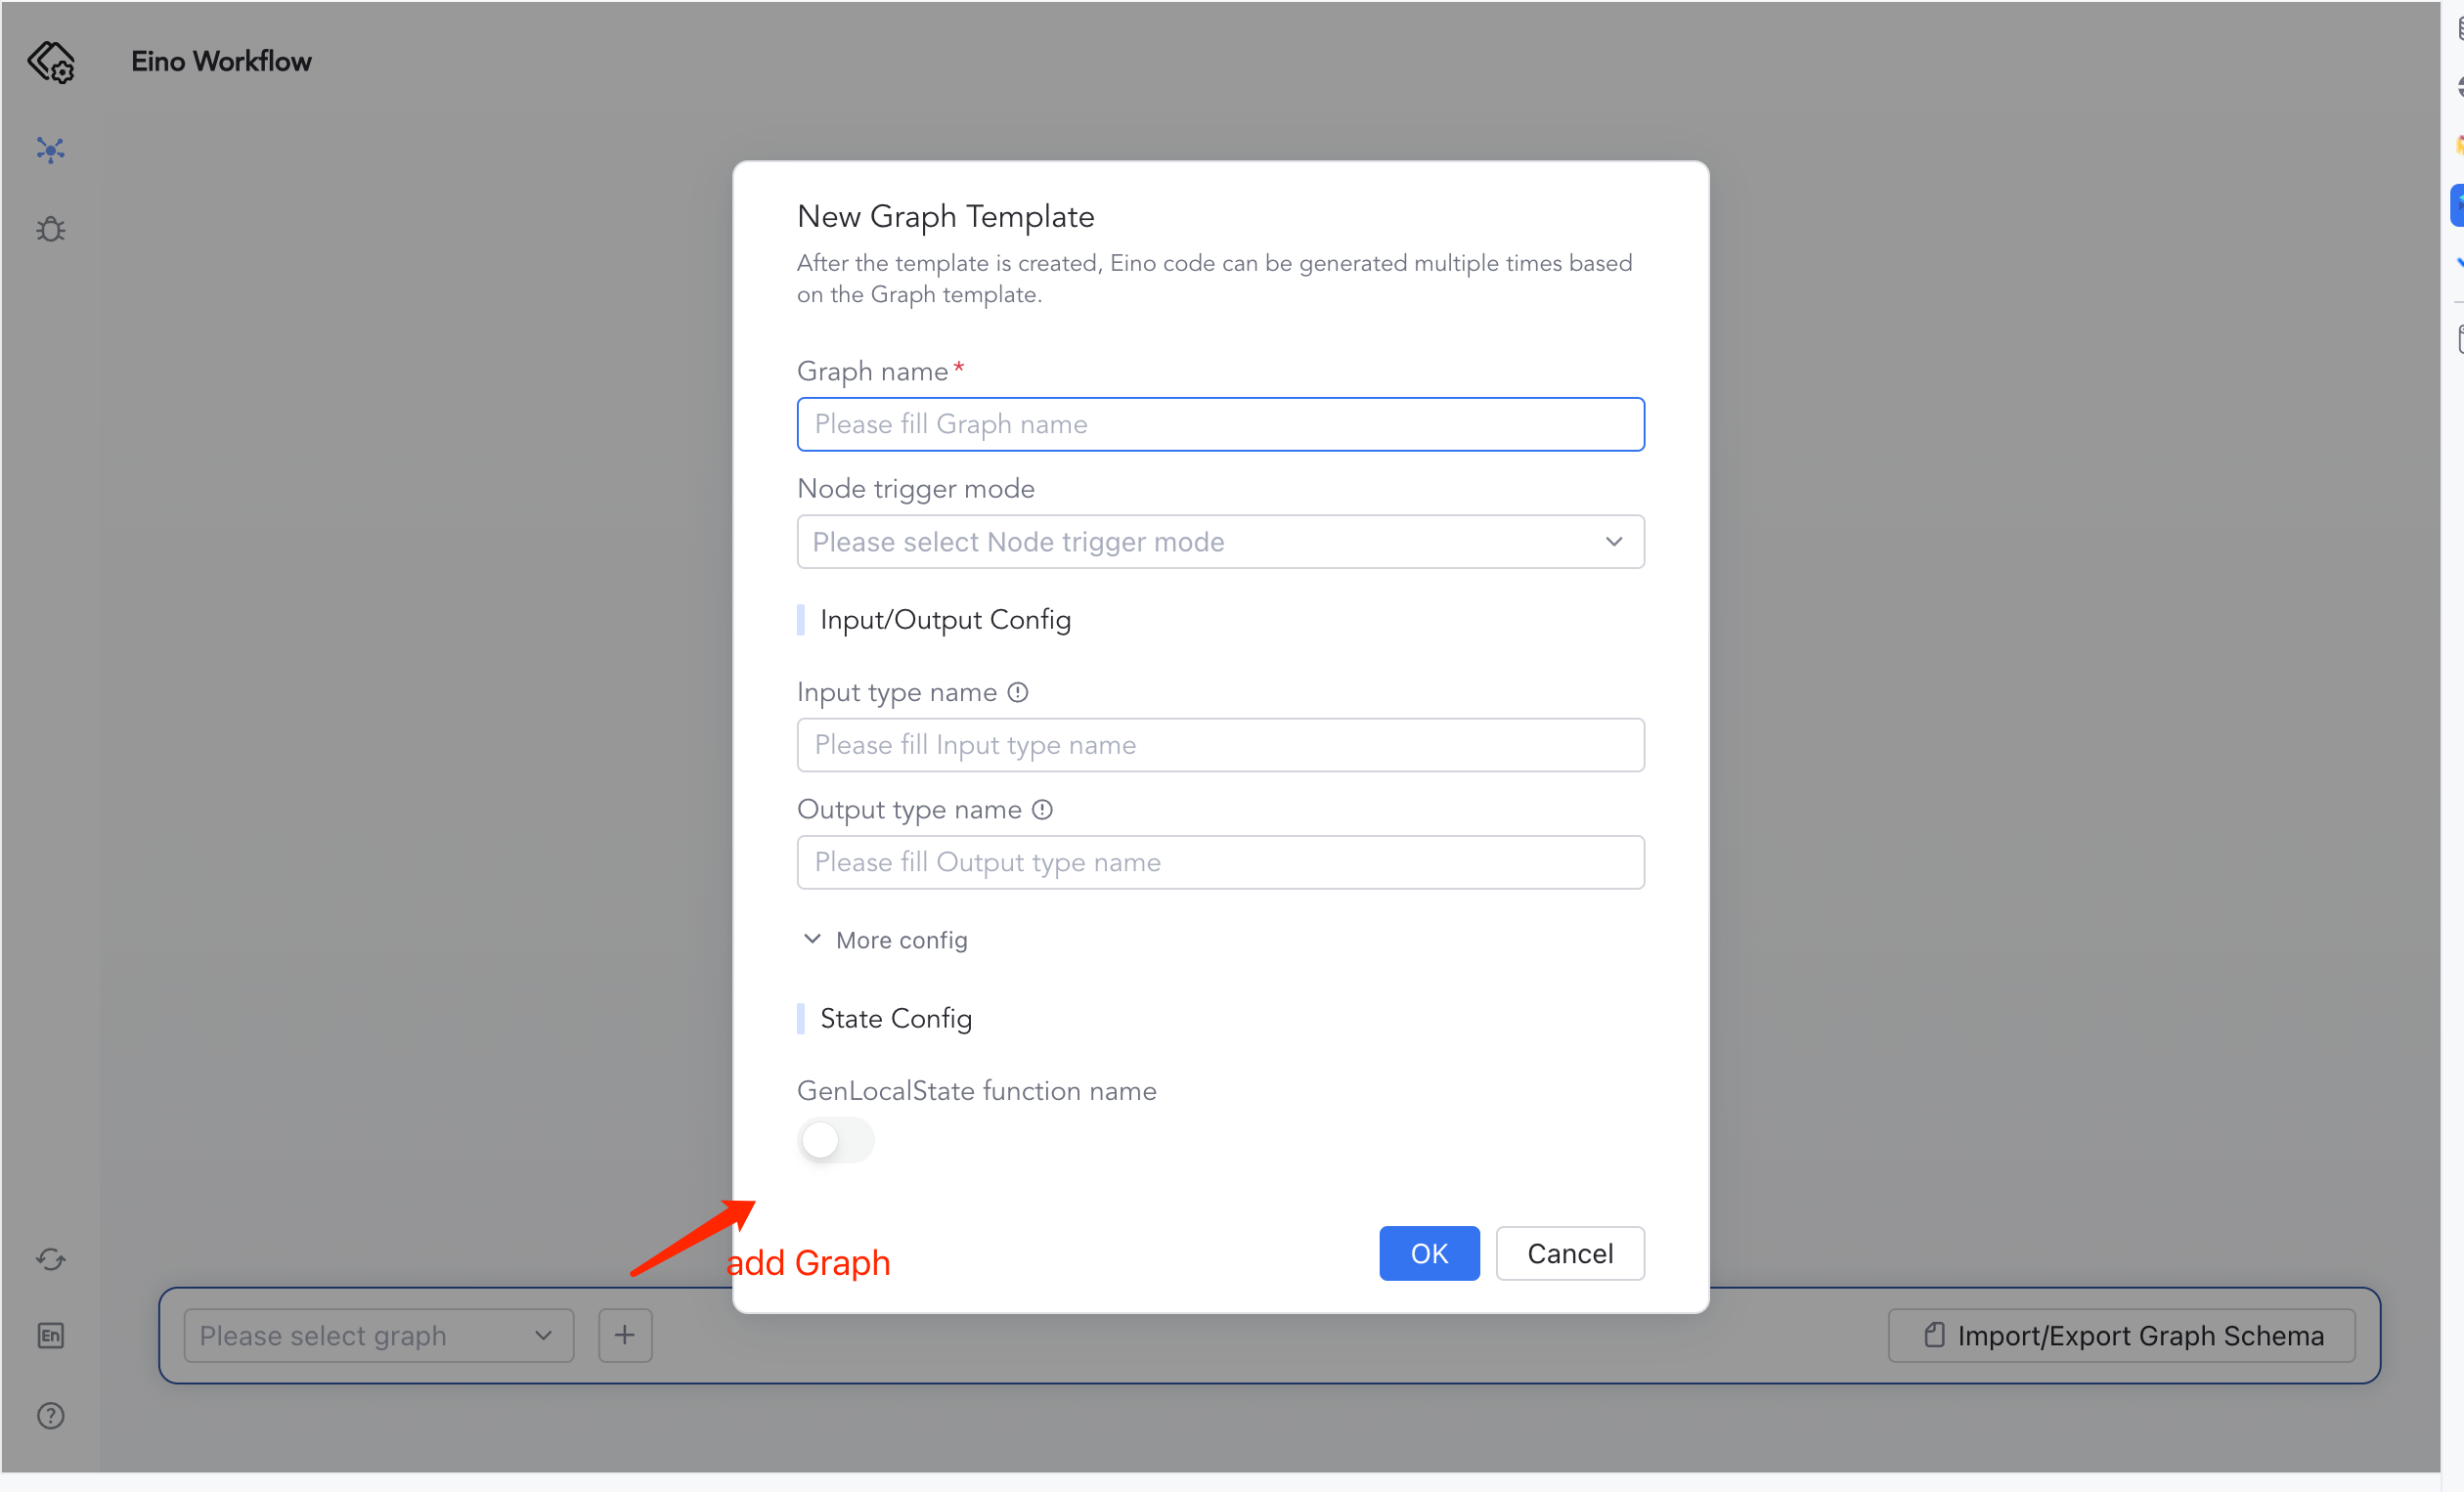 Eino Workflow
New Graph Template
After the template is created, Eino code can be generated multiple times based
on the Graph template.
Graph name*
Please fill Graph name
Node trigger mode
Please select Node trigger mode
Input/Output Config
Input type name
Please fill Input type name
Output type name
Please fill Output type name
More config
State Config
GenLocalState function name
add Graph
OK
Cancel
En
Please select graph
Import/Export Graph Schema